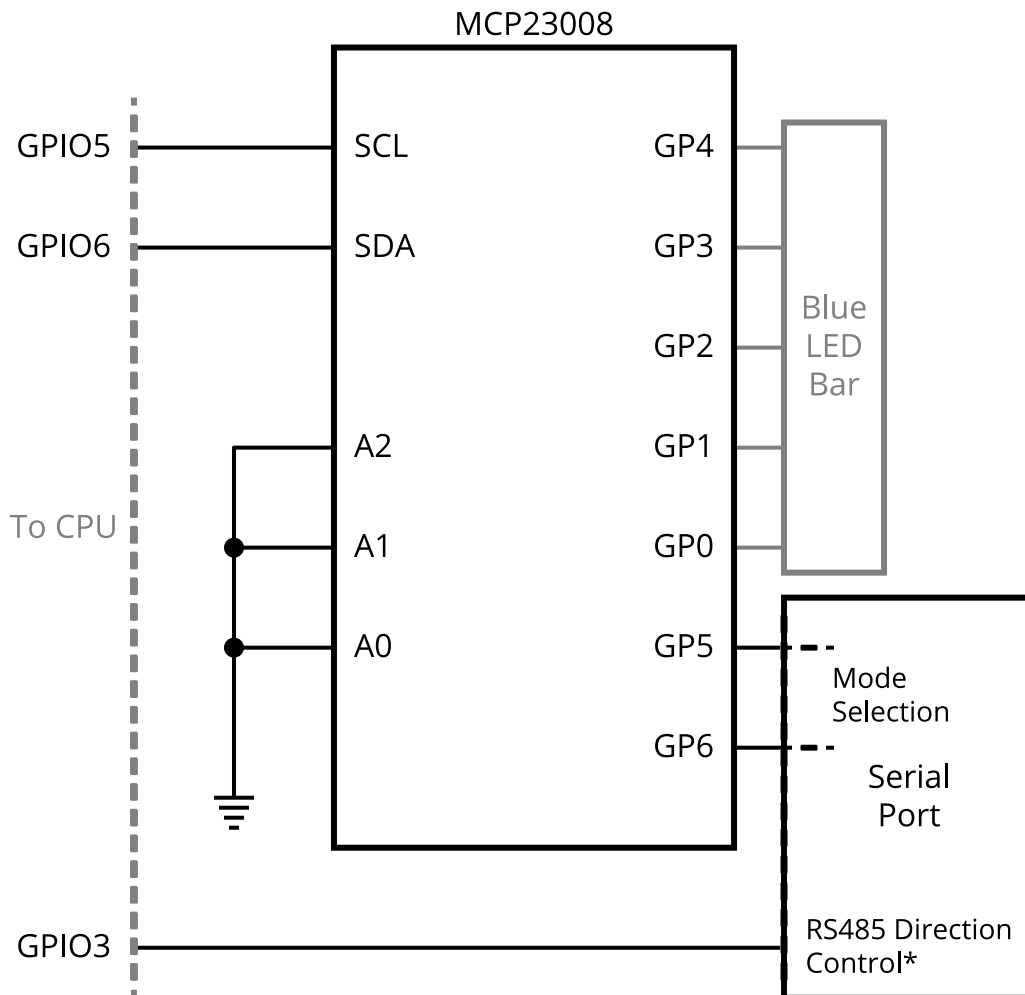 MCP23008
GPIO5
SCL
GP4
GPIO6
SDA
GP3
Blue
LED
Bar
GP2
A2
GP1
To CPU
A1
GP0
A0
GP5
Mode
Selection
GP6
Serial
Port
GPIO3
RS485 Direction
Control*